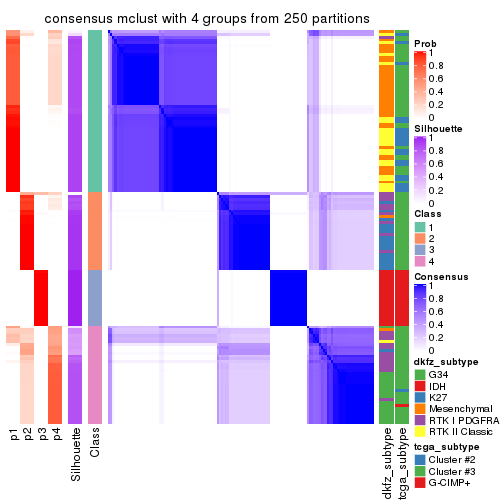 consensus mclust with 4 groups from 250 partitions
Prob
1
0.8
0.6
0.4
0.2
0
Silhouette
1
0.8
0.6
0.4
0.2
0
Class
1
2
3
4
Consensus
1
0.8
0.6
0.4
0.2
0
dkfz_subtype
G34
IDH
K27
Mesenchymal
RTK I PDGFRA
RTK II Classic
tcga_subtype
Cluster #2
Cluster #3
G-CIMP+
p1
p2
p3
p4
Silhouette
Class
dkfz_subtype
tcga_subtype